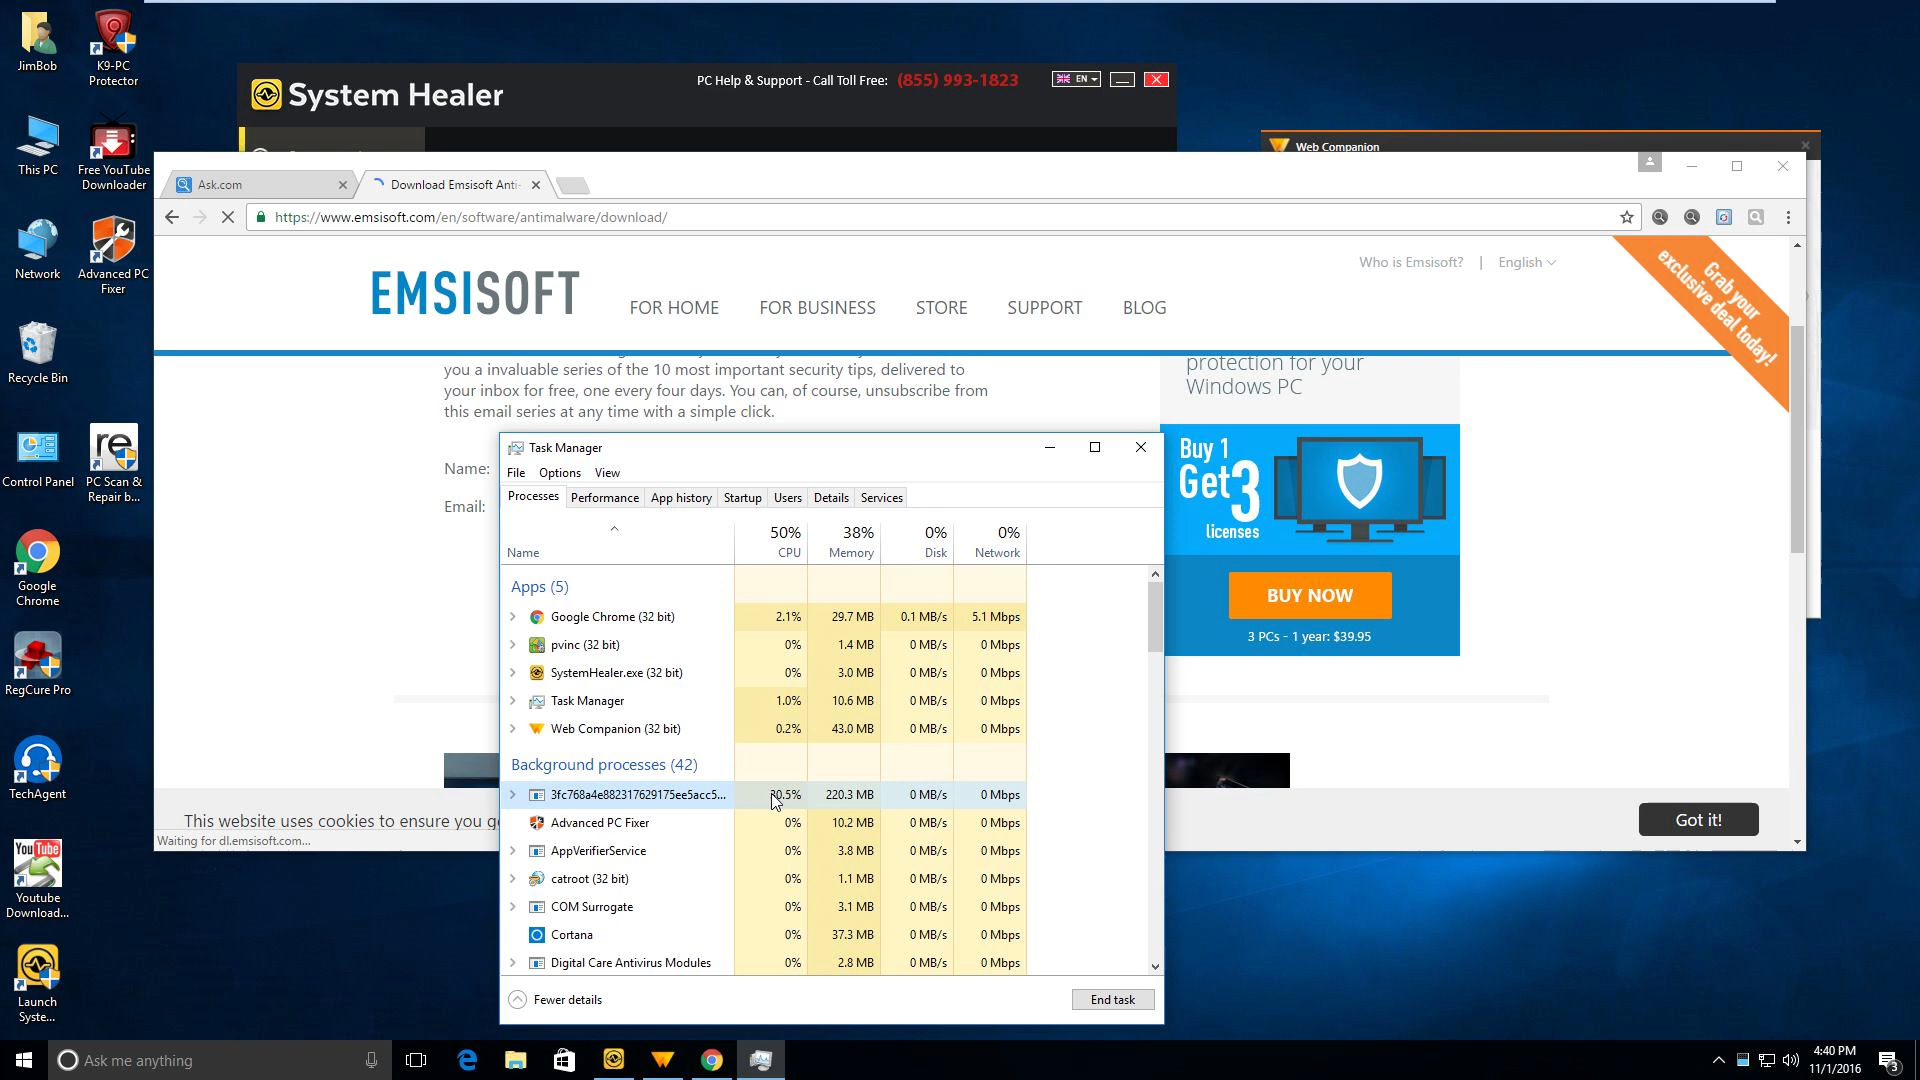 JimBob
K9-PC
Protector
This PC
Free YouTube
Downloader
Network
Advanced PC
Fixer
Recycle Bin
Control Panel
re
PC Scan &
Repair b...
Google
Chrome
RegCure Pro
TechAgent
You Tube
Youtube
Download...
Launch
Syste...
System Healer
PC Help & Support - Call Toll Free: (855) 993-1823
EN
Web Companion
Ask.com
Download Emsisoft Anti-
https://www.emsisoft.com/en/software/antimalware/download/
Who is Emsisoft? | English
EMSISOFT
FOR HOME
FOR BUSINESS
STORE
SUPPORT
BLOG
Grab your
exclusive deal today!
you a invaluable series of the 10 most important security tips, delivered to
your inbox for free, one every four days. You can, of course, unsubscribe from
this email series at any time with a simple click.
Name:
Email:
protection for your
Windows PC
Buy 1
Get 3
licenses
BUY NOW
3 PCs - 1 year: $39.95
Task Manager
File Options View
Processes Performance App history Startup Users Details Services
50% 38% 0% 0%
Name CPU Memory Disk Network
Apps (5)
Google Chrome (32 bit) 2.1% 29.7 MB 0.1 MB/s 5.1 Mbps
pvinc (32 bit) 0% 1.4 MB 0 MB/s 0 Mbps
SystemHealer.exe (32 bit) 0% 3.0 MB 0 MB/s 0 Mbps
Task Manager 1.0% 10.6 MB 0 MB/s 0 Mbps
Web Companion (32 bit) 0.2% 43.0 MB 0 MB/s 0 Mbps
Background processes (42)
3fc768a4e882317629175ee5acc5... 220.3 MB 0 MB/s 0 Mbps
Advanced PC Fixer 0% 10.2 MB 0 MB/s 0 Mbps
AppVerifierService 0% 3.8 MB 0 MB/s 0 Mbps
catroot (32 bit) 0% 1.1 MB 0 MB/s 0 Mbps
COM Surrogate 0% 3.1 MB 0 MB/s 0 Mbps
Cortana 0% 37.3 MB 0 MB/s 0 Mbps
Digital Care Antivirus Modules 0% 2.8 MB 0 MB/s 0 Mbps
Fewer details
End task
This website uses cookies to ensure you g
Got it!
Waiting for dl.emsisoft.com...
Ask me anything
4:40 PM
11/1/2016
3